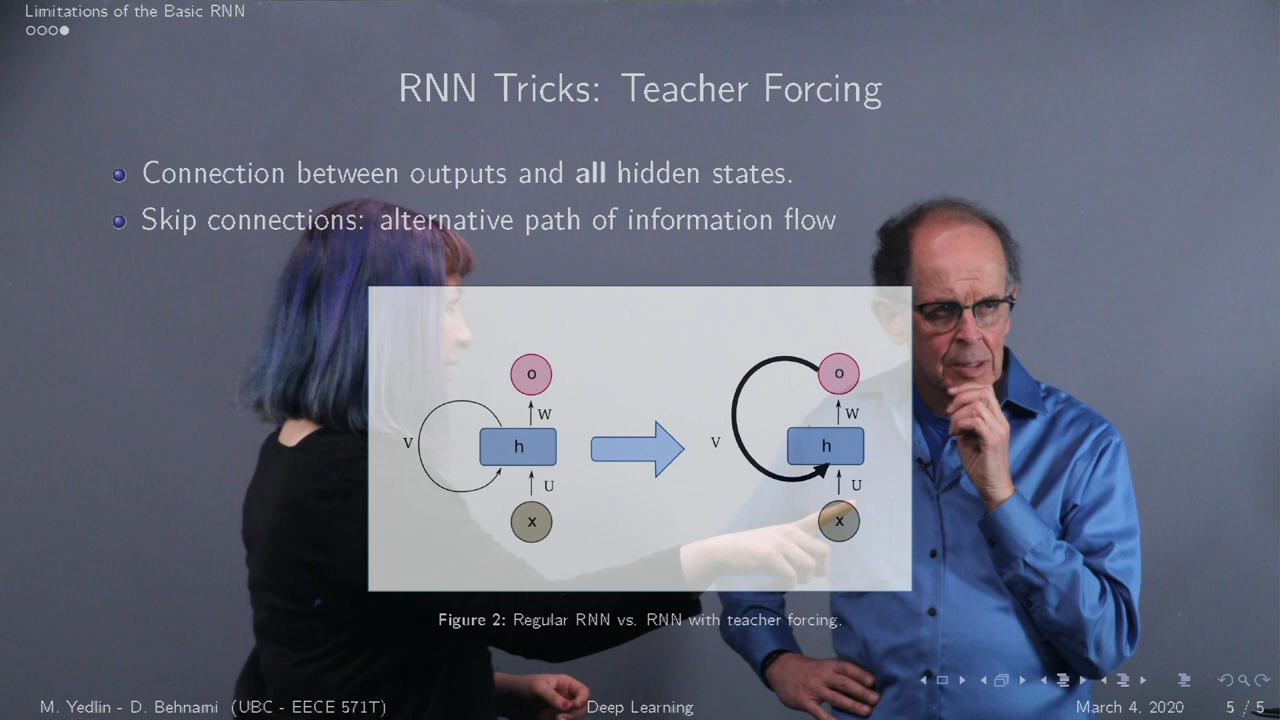 Limitations of the Basic RNN
RNN Tricks: Teacher Forcing
Connection between outputs and all hidden states.
Skip connections: alternative path of information flow
o
W
V
h
U
x
o
W
V
h
U
x
Figure 2: Regular RNN vs. RNN with teacher forcing.
M. Yedlin - D. Behnami (UBC - EECE 571T)
Deep Learning
March 4, 2020
5 / 5